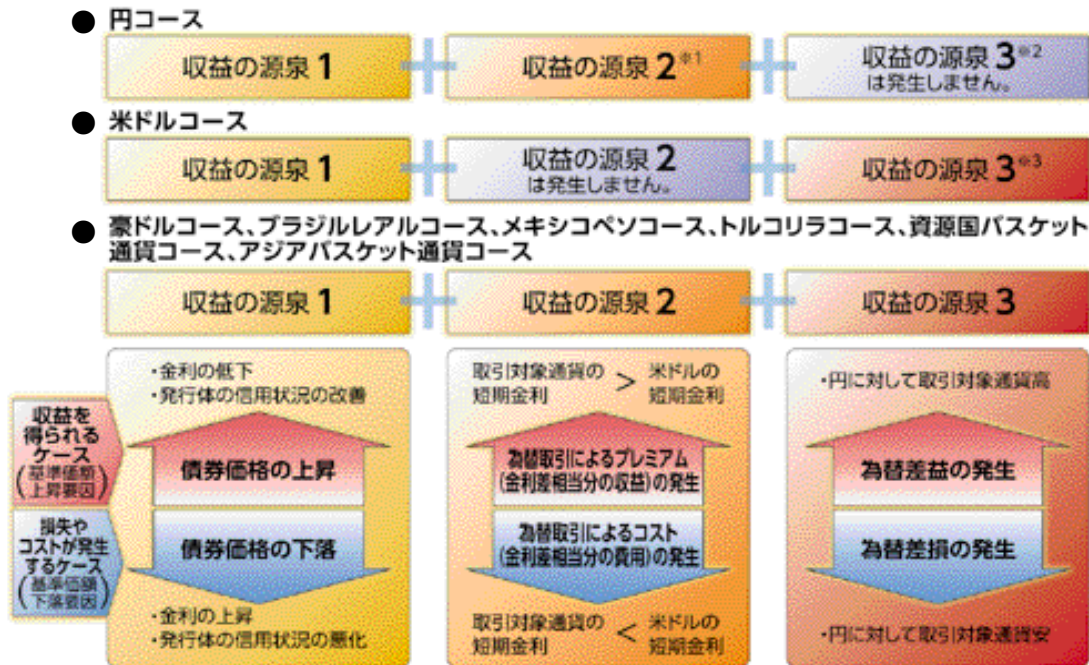 ● 円コース
収益の源泉 1 + 収益の源泉 2※1 + 収益の源泉 3※2
は発生しません。
● 米ドルコース
収益の源泉 1 + 収益の源泉 2 + 収益の源泉 3※3
は発生しません。
● 豪ドルコース、ブラジルレアルコース、メキシコペソコース、トルコリラコース、資源国バスケット
通貨コース、アジアバスケット通貨コース
収益の源泉 1 + 収益の源泉 2 + 収益の源泉 3
収益を
得られる
ケース
(基準価額
上昇要因)
損失や
コストが発生
するケース
(基準価額
下落要因)
・金利の低下
・発行体の信用状況の改善
債券価格の上昇
債券価格の下落
・金利の上昇
・発行体の信用状況の悪化
取引対象通貨の
短期金利
>
米ドルの
短期金利
為替取引によるプレミアム
(金利差相当分の収益)の発生
為替取引によるコスト
(金利差相当分の費用)の発生
取引対象通貨の
短期金利
<
米ドルの
短期金利
・円に対して取引対象通貨高
為替差益の発生
為替差損の発生
・円に対して取引対象通貨安